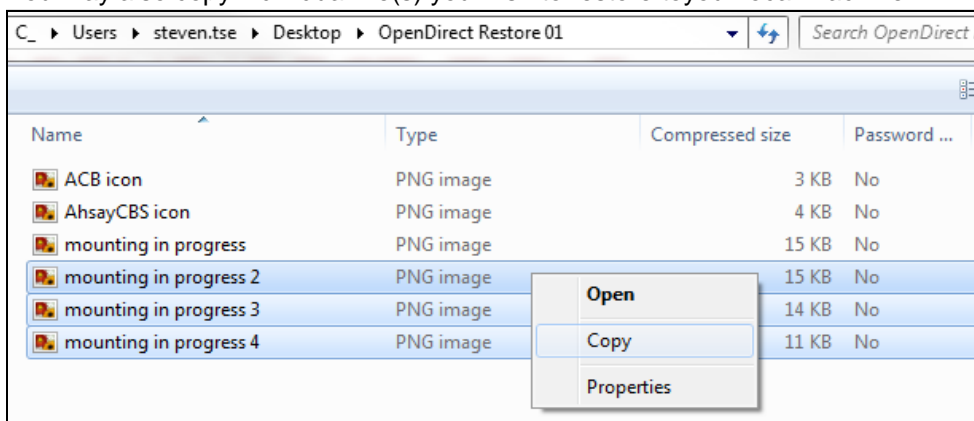 C_ ▸ Users ▸ steven.tse ▸ Desktop ▸ OpenDirect Restore 01 Search OpenDirect
Name Type Compressed size Password ...
ACB icon PNG image 3 KB No
AhsayCBS icon PNG image 4 KB No
mounting in progress PNG image 15 KB No
mounting in progress 2 PNG image 15 KB No
mounting in progress 3 PNG image 14 KB No
mounting in progress 4 PNG image 11 KB No
Open
Copy
Properties